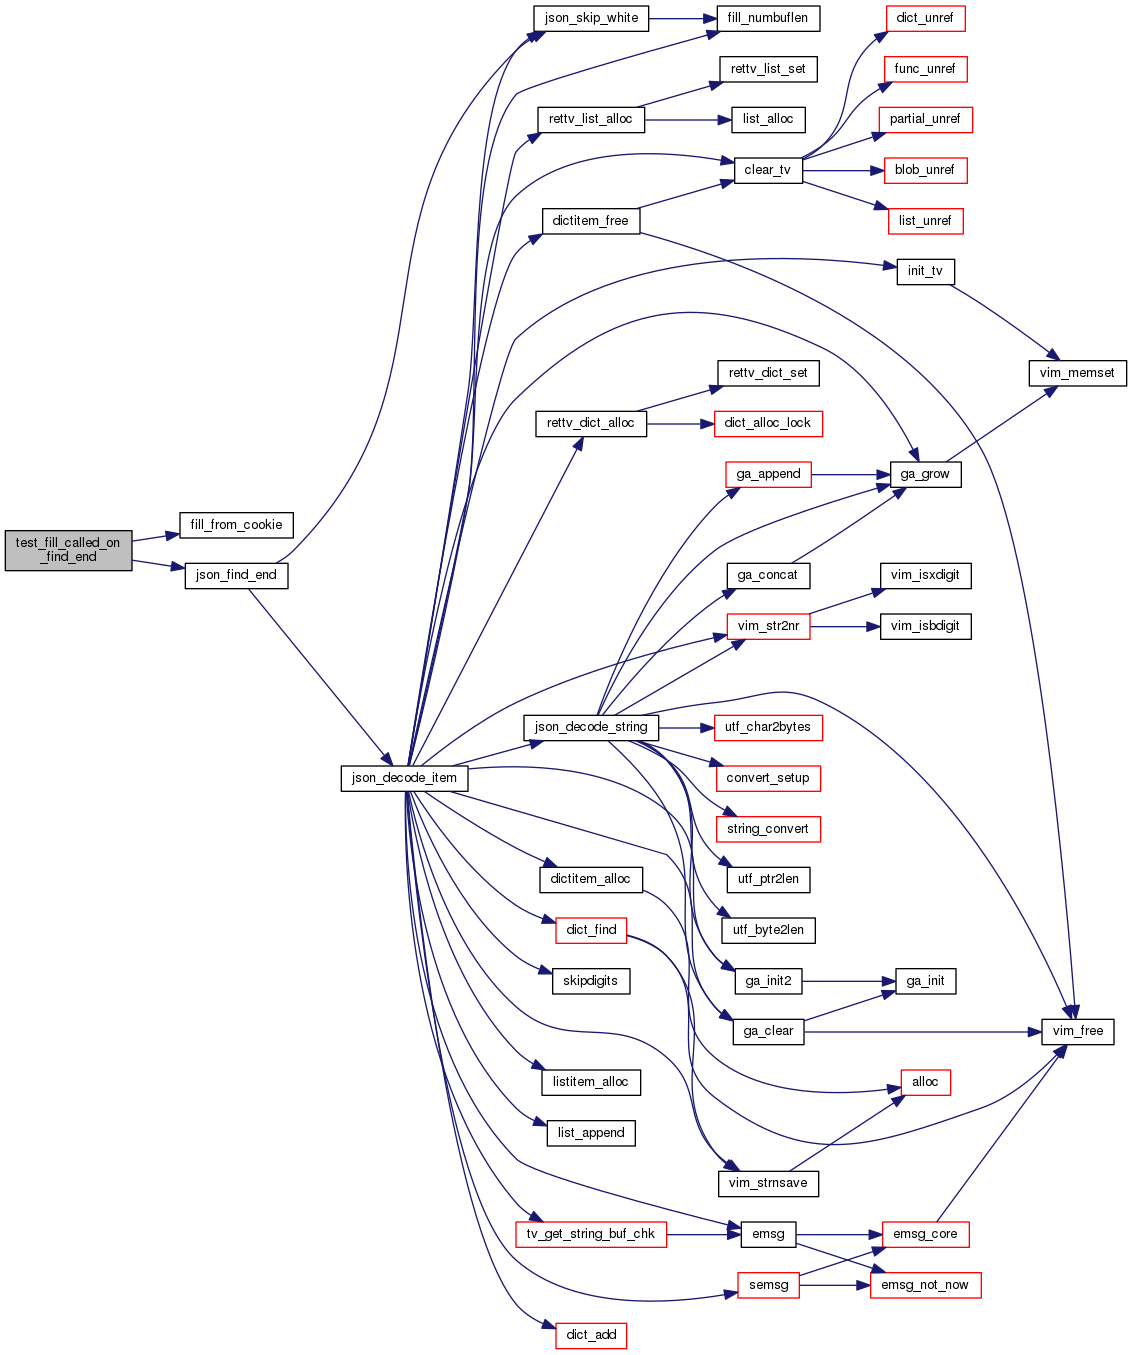 json_skip_white
fill_numbuflen
dict_unref
rettv_list_set
func_unref
rettv_list_alloc
list_alloc
partial_unref
clear_tv
blob_unref
dictitem_free
list_unref
init_tv
rettv_dict_set
vim_memset
rettv_dict_alloc
dict_alloc_lock
ga_append
ga_grow
fill_from_cookie
test_fill_called_on
_find_end
json_find_end
ga_concat
vim_isxdigit
vim_str2nr
vim_isbdigit
json_decode_string
utf_char2bytes
json_decode_item
convert_setup
string_convert
dictitem_alloc
utf_ptr2len
dict_find
utf_byte2len
skipdigits
ga_init2
ga_init
ga_clear
vim_free
listitem_alloc
alloc
list_append
vim_strnsave
tv_get_string_buf_chk
emsg
emsg_core
semsg
emsg_not_now
dict_add